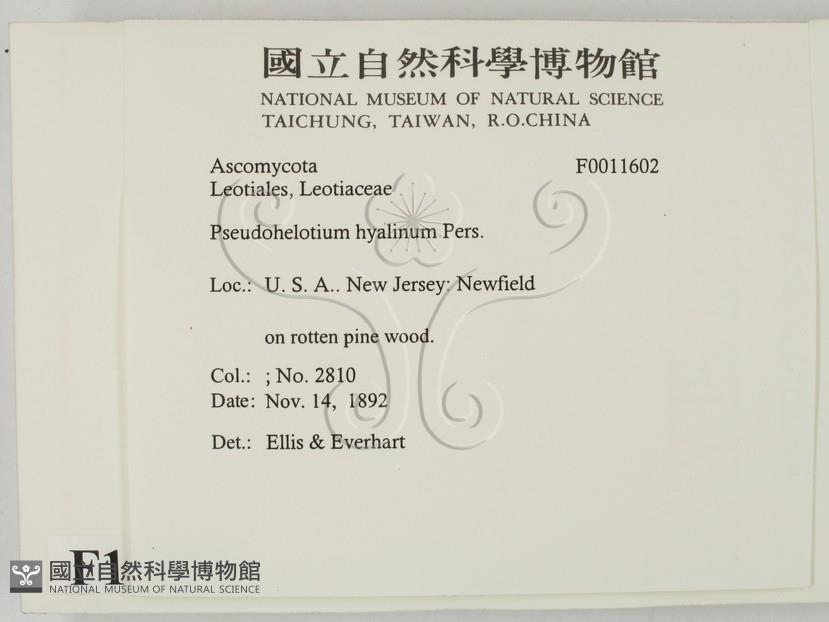 國立自然科學博物館
NATIONAL MUSEUM OF NATURAL SCIENCE
TAICHUNG, TAIWAN, R.O.CHINA
Ascomycota F0011602
Leotiales, Leotiaceae
Pseudohelotium hyalinum Pers.
Loc.: U. S. A.. New Jersey: Newfield
on rotten pine wood.
Col.: ; No. 2810
Date: Nov. 14, 1892
Det.: Ellis & Everhart
F1
國立自然科學博物館
NATIONAL MUSEUM OF NATURAL SCIENCE